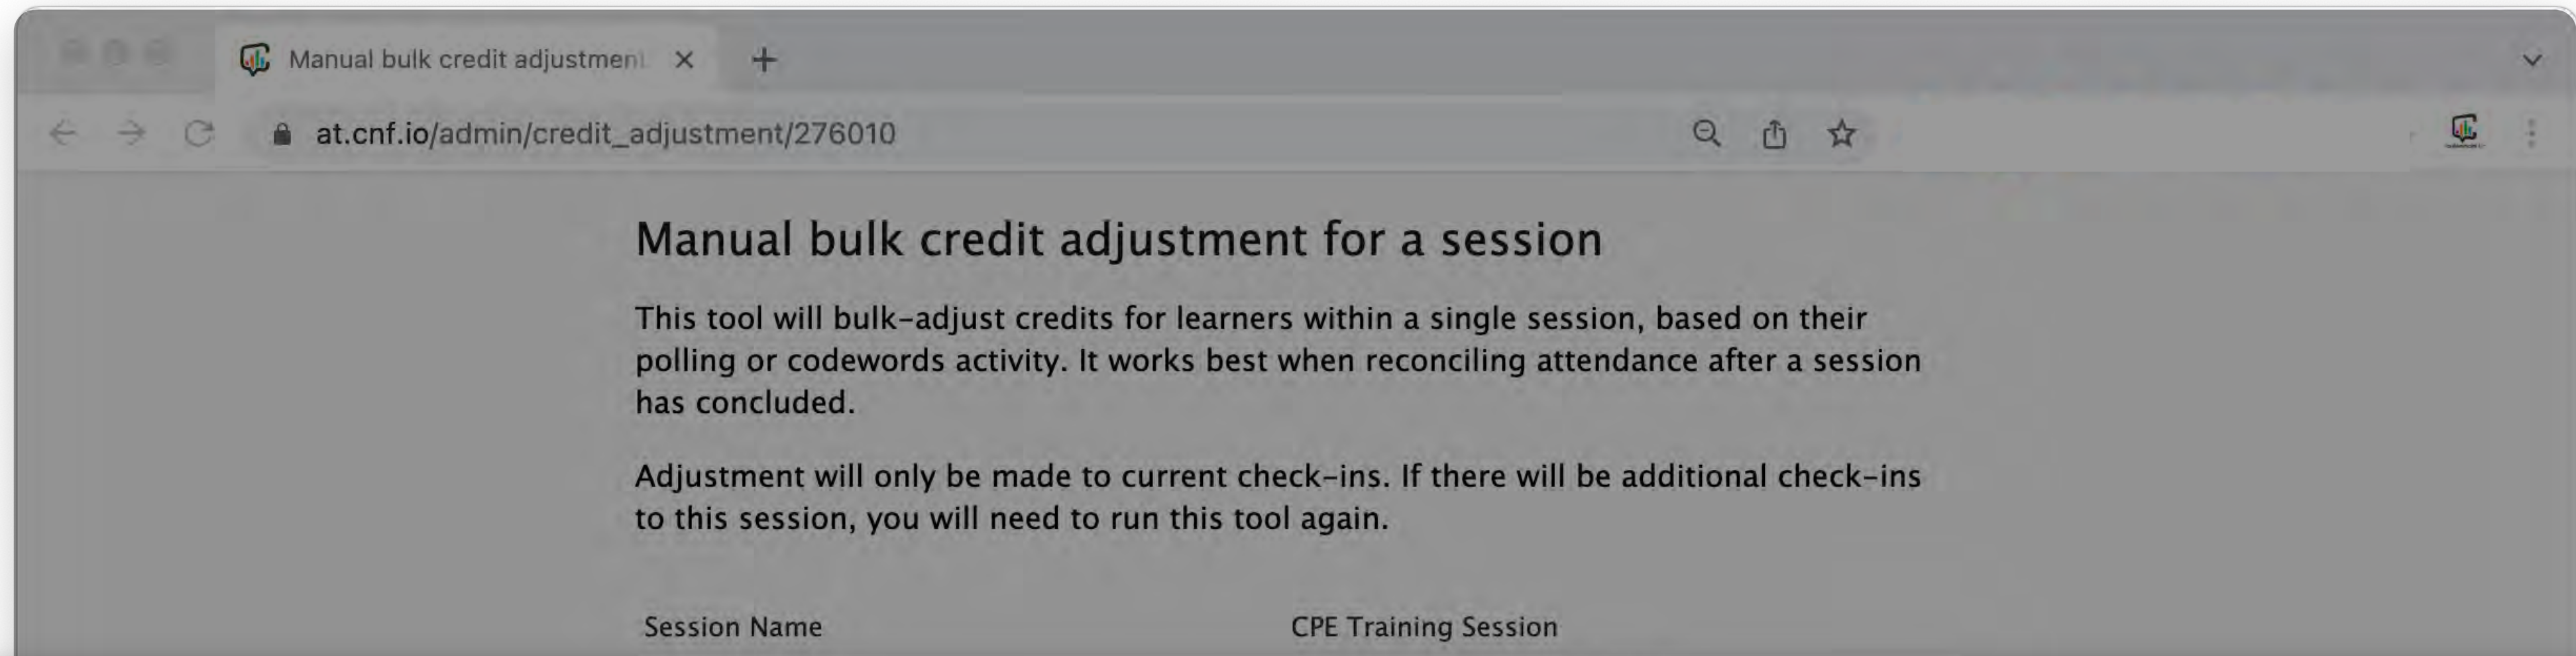 Manual bulk credit adjustment
at.cnf.io/admin/credit_adjustment/276010
Manual bulk credit adjustment for a session
This tool will bulk-adjust credits for learners within a single session, based on their
polling or codewords activity. It works best when reconciling attendance after a session
has concluded.
Adjustment will only be made to current check-ins. If there will be additional check-ins
to this session, you will need to run this tool again.
Session Name CPE Training Session